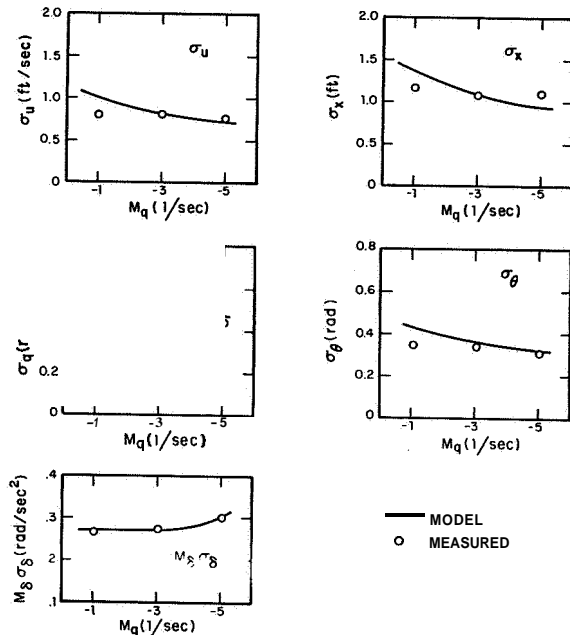 2.0
1.5
1.0
0.5
0
σu (ft/sec)
σu
-1 -3 -5
Mq (1/sec)
2.0
1.5
1.0
0.5
0
σx (ft)
σx
-1 -3 -5
Mq (1/sec)
0.2
0
σq (r
-1 -3 -5
Mq (1/sec)
0.8
0.6
0.4
0.2
0
σθ (rad)
σθ
-1 -3 -5
Mq (1/sec)
.4
.3
.2
.1
Mδ σδ (rad/sec²)
Mδ σδ
-1 -3 -5
Mq (1/sec)
MODEL
MEASURED